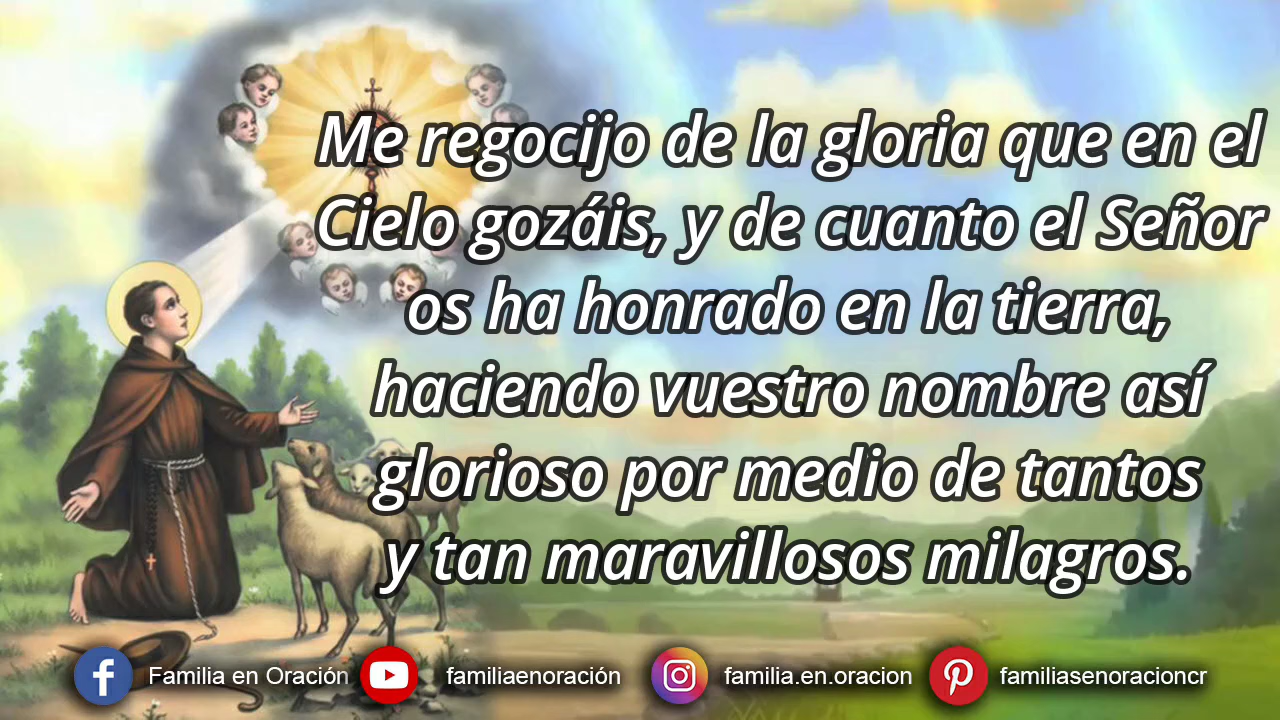 Me regocijo de la gloria que en el
Cielo gozáis, y de cuanto el Señor
os ha honrado en la tierra,
haciendo vuestro nombre así
glorioso por medio de tantos
y tan maravillosos milagros.
Familia en Oración
familiaenoración
familia.en.oracion
familiasenoracioncr